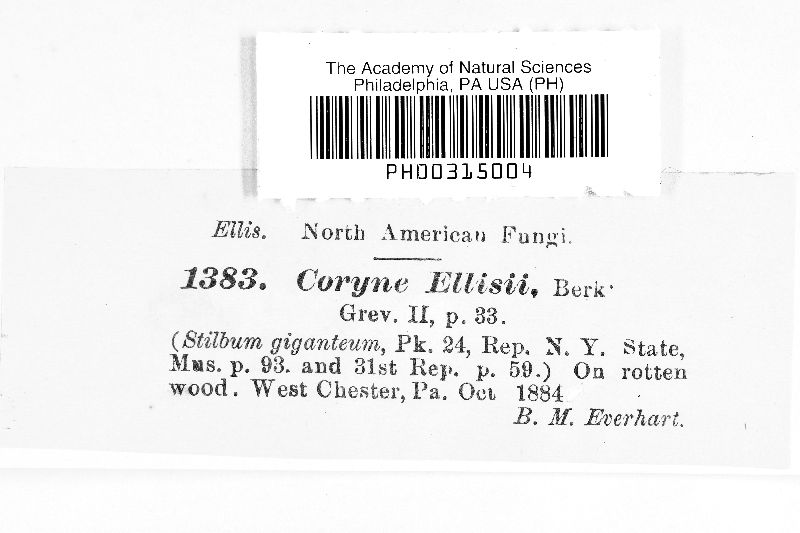 The Academy of Natural Sciences
Philadelphia, PA USA (PH)
PH00315004
Ellis. North American Fungi.
1383. Coryne Ellisii, Berk.
Grev. II, p. 33.
(Stilbum giganteum, Pk. 24, Rep. N. Y. State,
Mus. p. 93. and 31st Rep. p. 59.) On rotten
wood. West Chester, Pa. Oct 1884
B. M. Everhart.